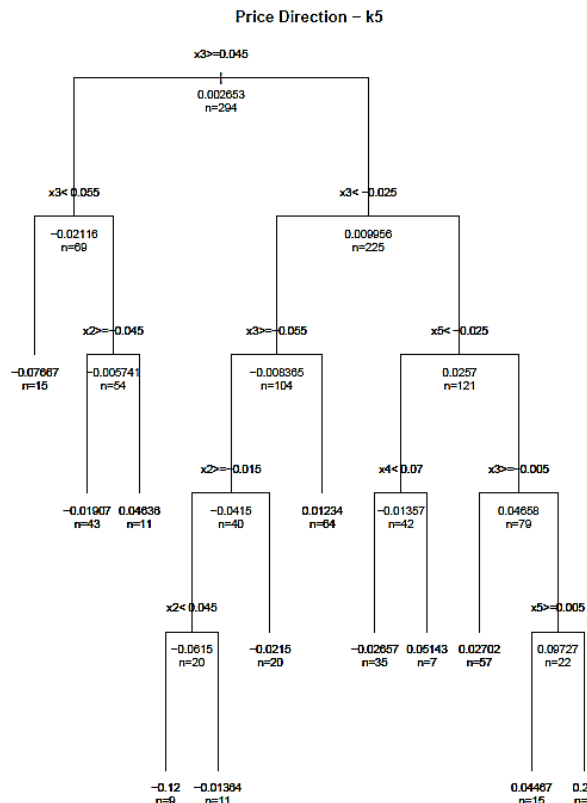 Price Direction – k5
x3>=0.045
0.002653
n=294
x3< 0.055
x3< −0.025
−0.02116
n=69
0.009956
n=225
x2>=−0.045
x3>=−0.055
x5< −0.025
−0.07667
n=15
−0.005741
n=54
−0.008365
n=104
0.0257
n=121
x2>=−0.015
x4< 0.07
x3>=−0.005
−0.01907
n=43
0.04636
n=11
−0.0415
n=40
0.01234
n=64
−0.01357
n=42
0.04658
n=79
x2< 0.045
x5>=0.005
−0.0615
n=20
−0.0215
n=20
−0.02657
n=35
0.05143
n=7
0.02702
n=57
0.09727
n=22
−0.12
n=9
−0.01364
n=11
0.04467
n=15